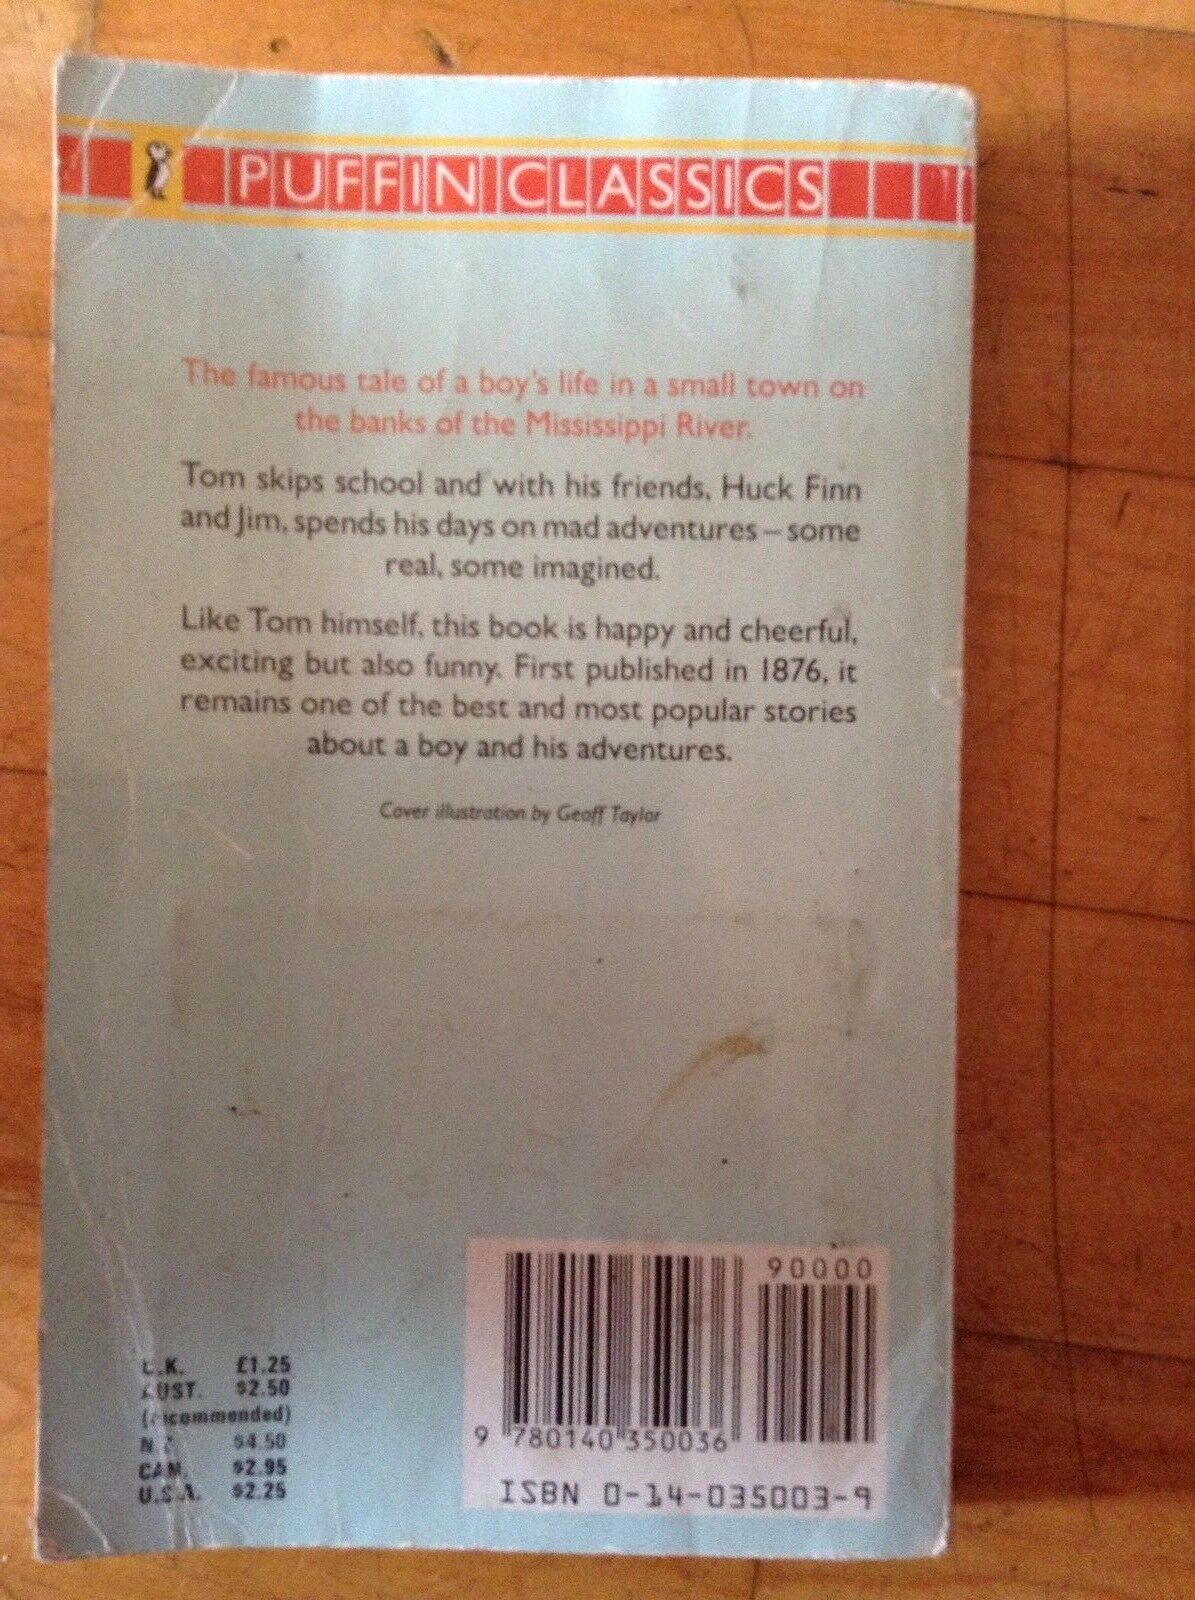 PUFFIN CLASSICS
The famous tale of a boy's life in a small town on
the banks of the Mississippi River.
Tom skips school and with his friends, Huck Finn
and Jim, spends his days on mad adventures – some
real, some imagined.
Like Tom himself, this book is happy and cheerful,
exciting but also funny. First published in 1876, it
remains one of the best and most popular stories
about a boy and his adventures.
Cover illustration by Geoff Taylor
U.K. £1.25
AUST. $2.50
(recommended)
N.Z. $4.50
CAN. $2.95
U.S.A. $2.25
90000
9 780140 350036
ISBN 0-14-035003-9